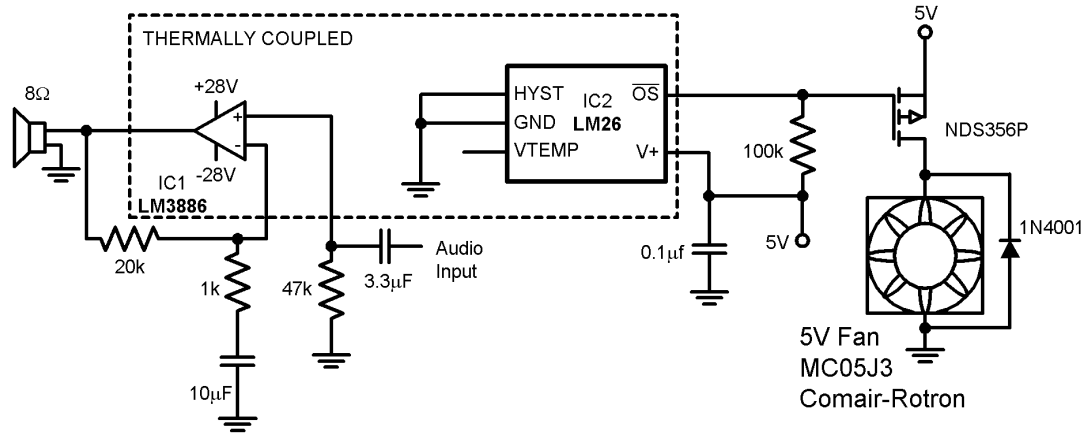 THERMALLY COUPLED
5V
8Ω
+28V
+
-
-28V
IC1
LM3886
HYST
GND
VTEMP
IC2
LM26
OS
V+
100k
NDS356P
1N4001
20k
1k
10μF
47k
3.3μF
Audio
Input
0.1μf
5V
5V Fan
MC05J3
Comair-Rotron